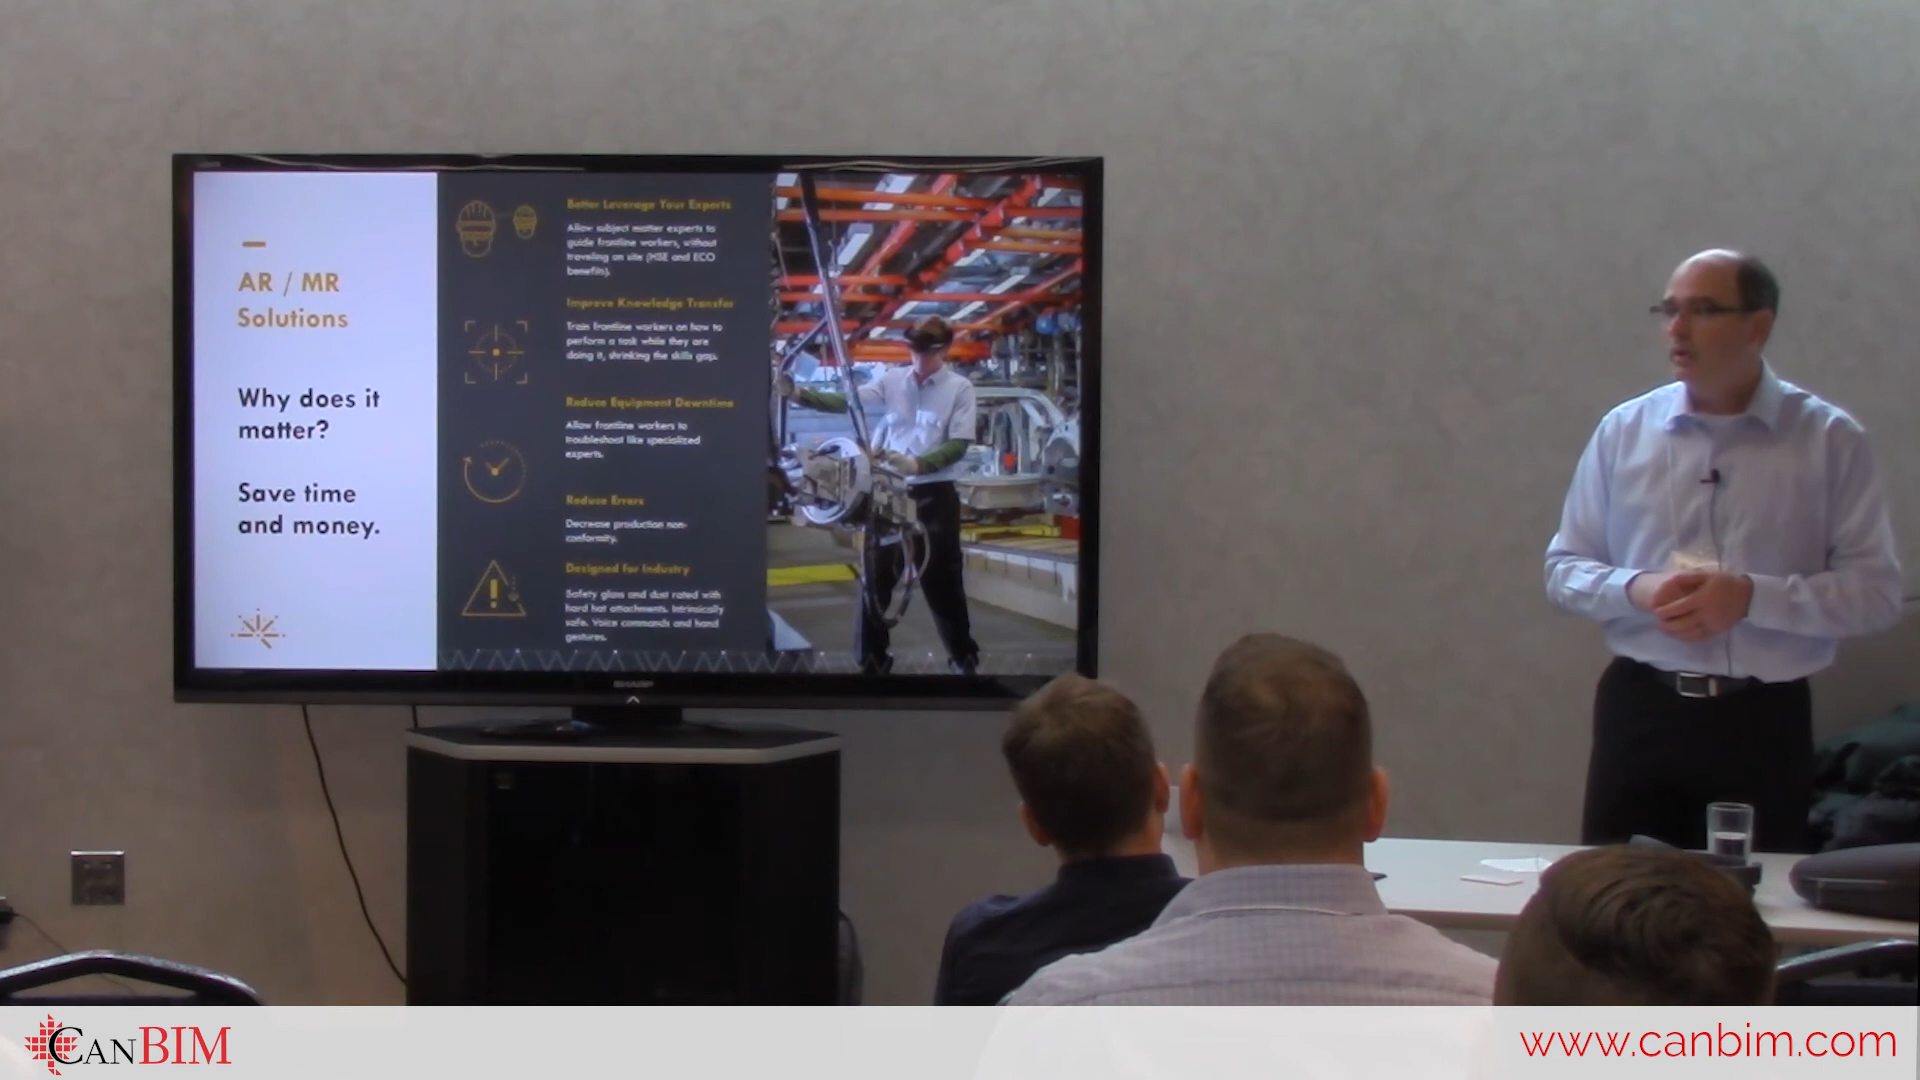 AR / MR
Solutions
Why does it
matter?
Save time
and money.
Better Leverage Your Experts
Allow subject matter experts to
guide frontline workers, without
traveling on site (HSE and ECO
benefits).
Improve Knowledge Transfer
Train frontline workers on how to
perform a task while they are
doing it, shrinking the skills gap.
Reduce Equipment Downtime
Allow frontline workers to
troubleshoot like specialized
experts.
Reduce Errors
Decrease production non-
conformity.
Designed for Industry
Safety glass and dust rated with
hard hat attachments. Intrinsically
safe. Voice commands and hand
gestures.
SHARP
CANBIM
www.canbim.com